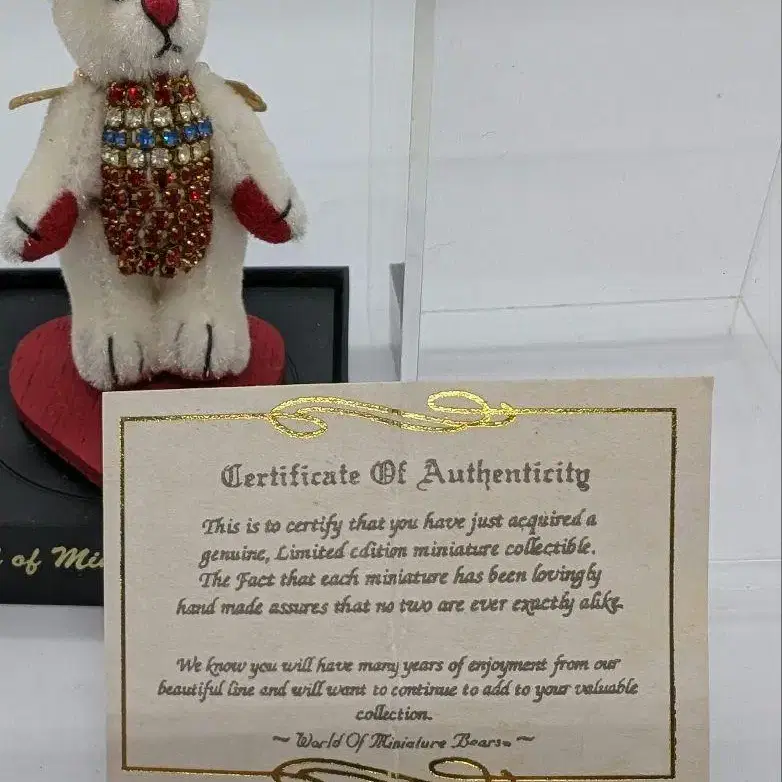 of
Certificate Of Authenticity
This is to certify that you have just acquired a
genuine, Limited edition miniature collectible.
The Fact that each miniature has been lovingly
hand made assures that no two are ever exactly alike.
We know you will have many years of enjoyment from our
beautiful line and will want to continue to add to your valuable
collection.
~ World Of Miniature Bears~ ~